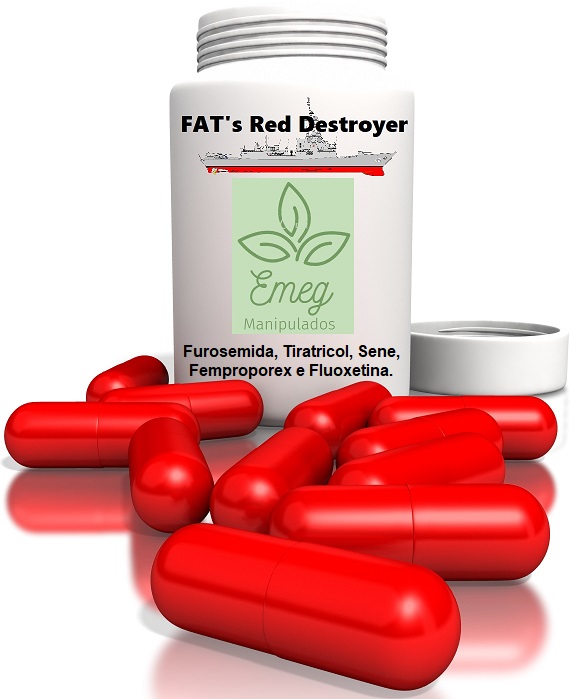 FAT's Red Destroyer
Emeg
Manipulados
Furosemida, Tiratricol, Sene,
Femproporex e Fluoxetina.